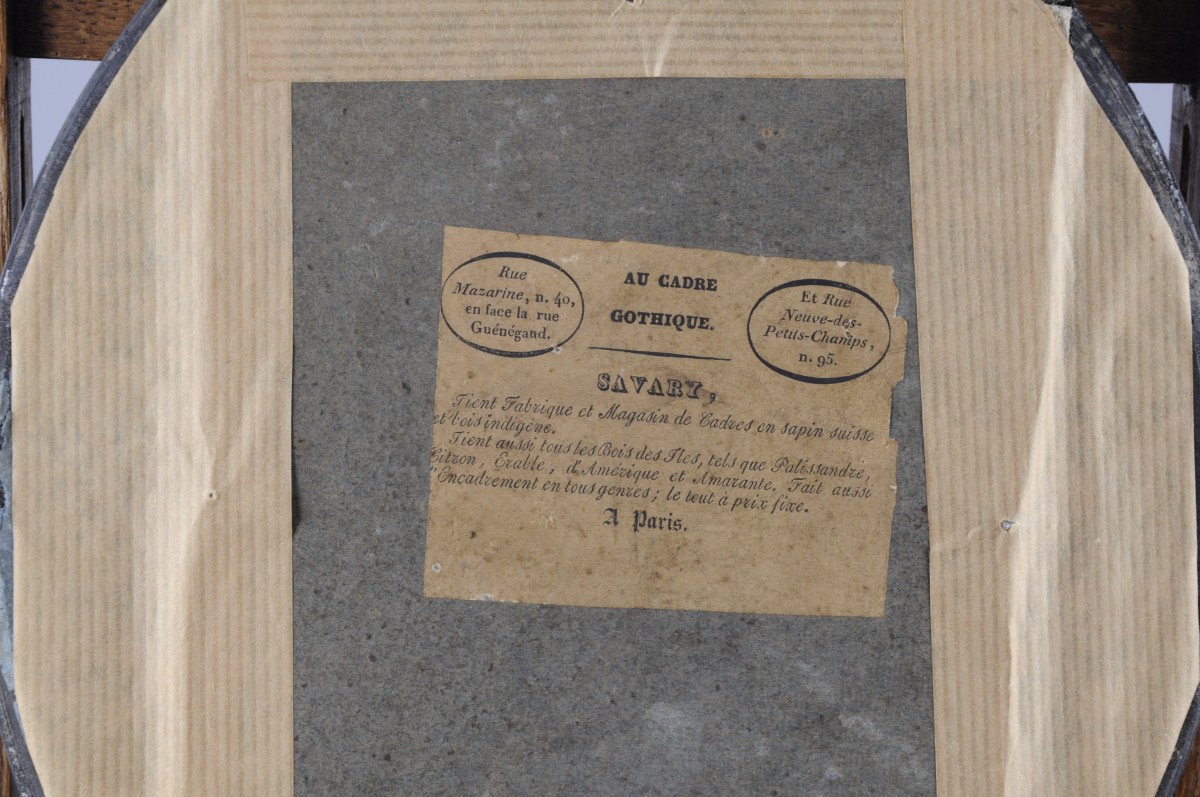 Rue
Mazarine, n. 40,
en face la rue
Guénégaud.
AU CADRE
GOTHIQUE.
Et Rue
Neuve-des-
Petits-Champs,
n. 95.
SAVARY,
Tient Fabrique et Magasin de Cadres en sapin suisse
et bois indigène.
Tient aussi tous les Bois des Iles, tels que Palissandre,
Citron, Erable, d'Amérique et Amarante. Fait aussi
l'Encadrement en tous genres; le tout à prix fixe.
A Paris.